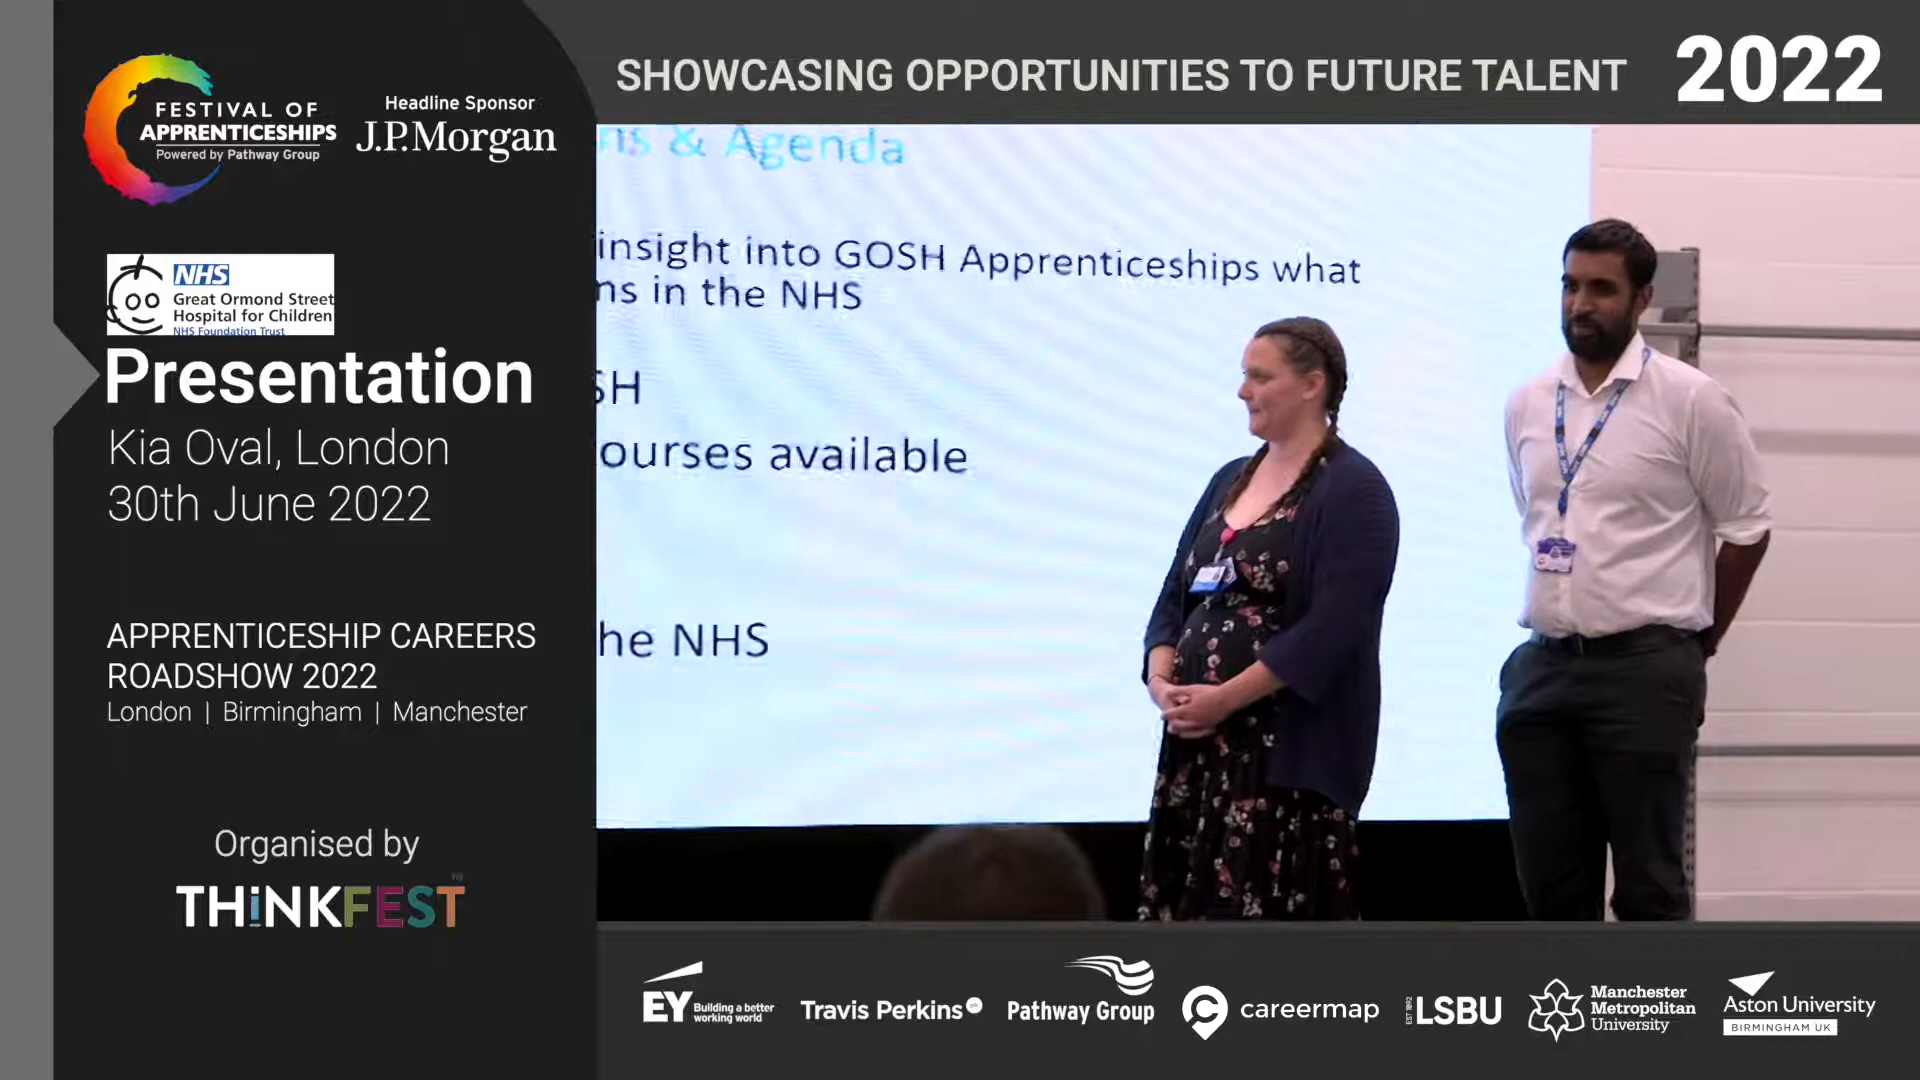 FESTIVAL OF
APPRENTICESHIPS
Powered by Pathway Group
Headline Sponsor
J.P.Morgan
SHOWCASING OPPORTUNITIES TO FUTURE TALENT 2022
NHS
Great Ormond Street
Hospital for Children
NHS Foundation Trust
Presentation
Kia Oval, London
30th June 2022
APPRENTICESHIP CAREERS
ROADSHOW 2022
London | Birmingham | Manchester
Organised by
THiNKFEST
TM
ns & Agenda
insight into GOSH Apprenticeships what
ns in the NHS
SH
ourses available
he NHS
EY Building a better
working world
Travis Perkins
Pathway Group
careermap
EST 1892 LSBU
Manchester
Metropolitan
University
Aston University
BIRMINGHAM UK